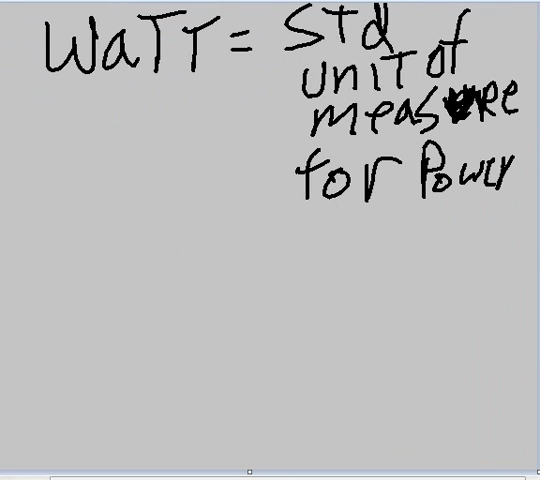 WaTT = STd
unit of
measure
for Power